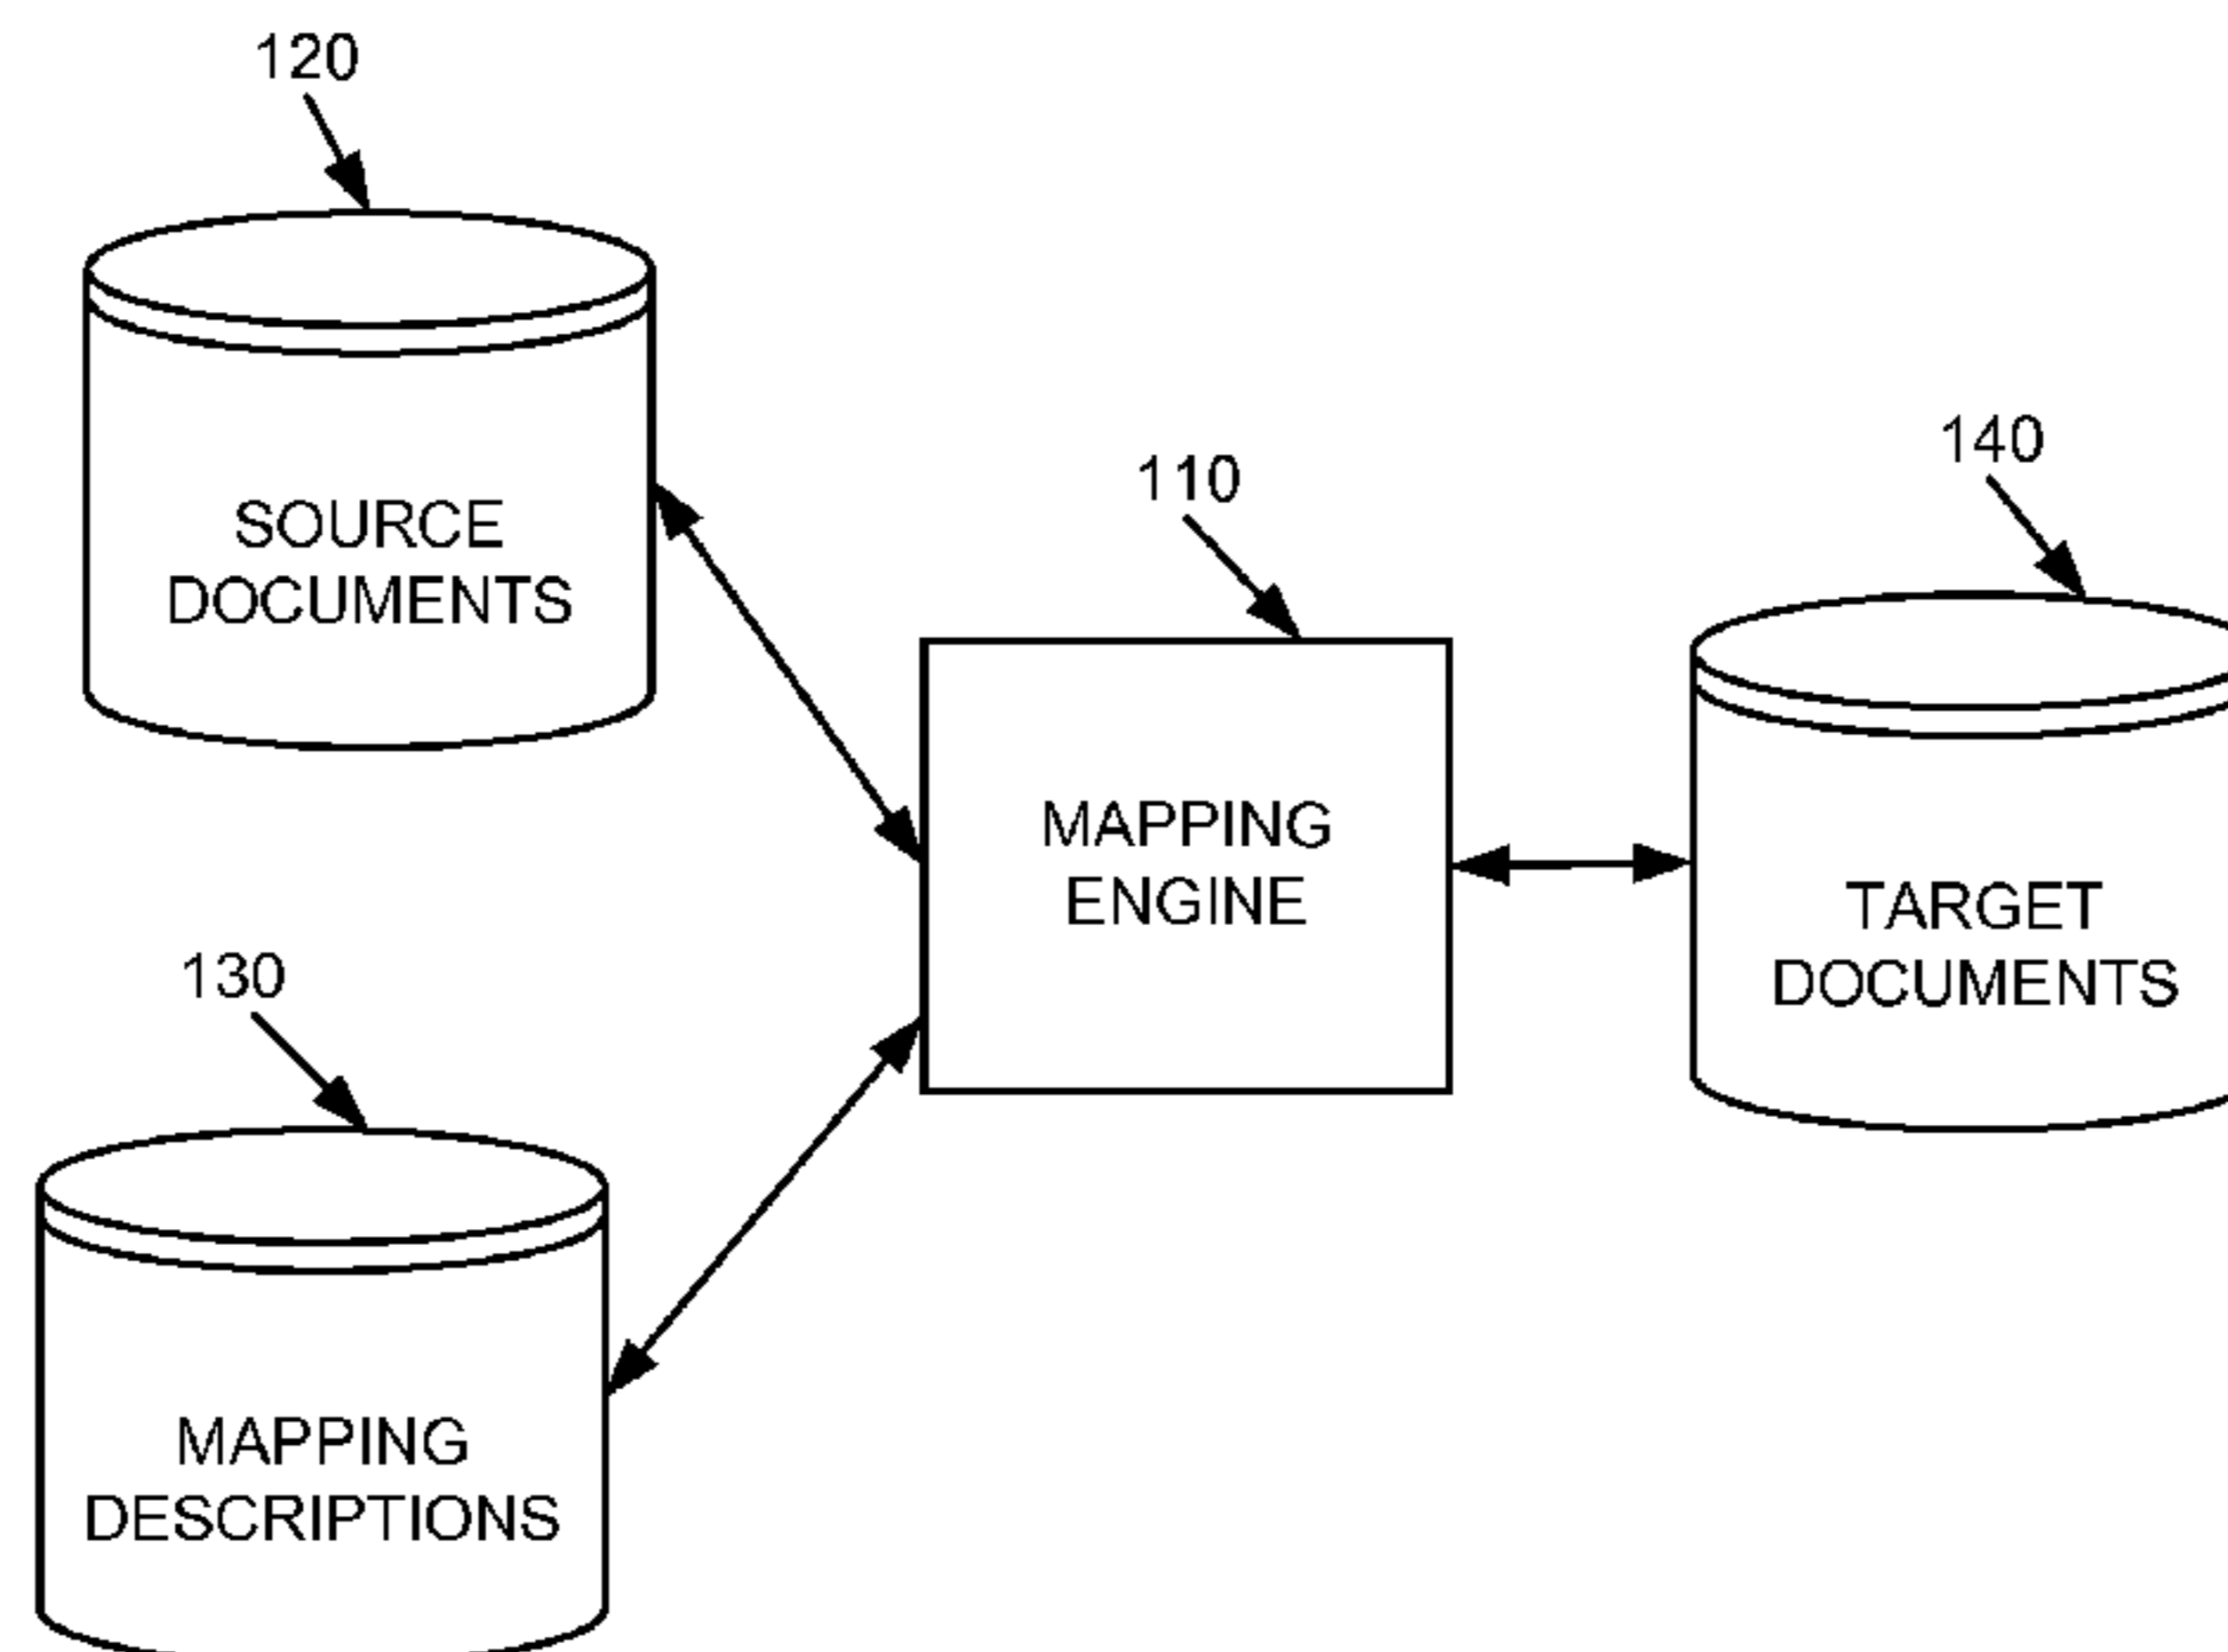 120
SOURCE
DOCUMENTS
110
MAPPING
ENGINE
140
TARGET
DOCUMENTS
130
MAPPING
DESCRIPTIONS